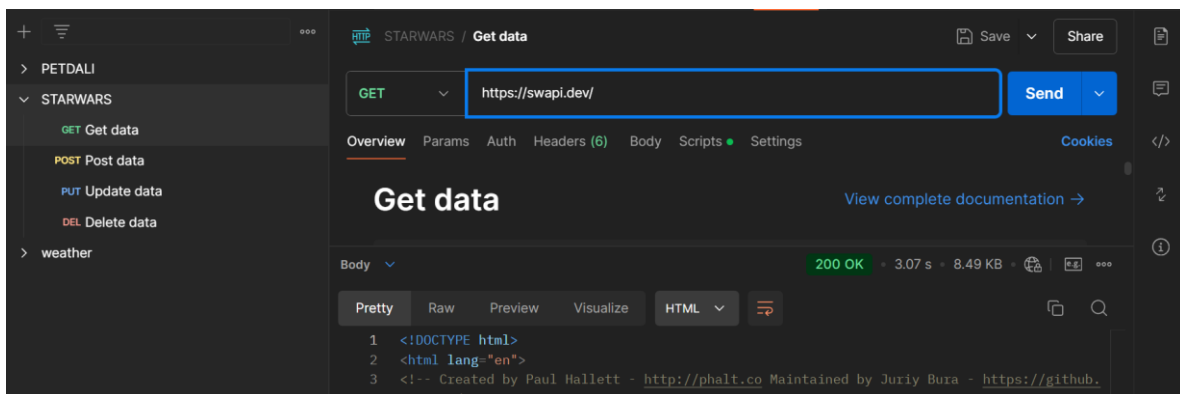 STARWARS / Get data
Save
Share
PETDALI
STARWARS
GET Get data
POST Post data
PUT Update data
DEL Delete data
weather
GET
https://swapi.dev/
Send
Overview Params Auth Headers (6) Body Scripts Settings Cookies
Get data
View complete documentation →
Body
200 OK • 3.07 s • 8.49 KB
e.g.
Pretty Raw Preview Visualize HTML
1 <!DOCTYPE html>
2 <html lang="en">
3 <!-- Created by Paul Hallett - http://phalt.co Maintained by Juriy Bura - https://github.